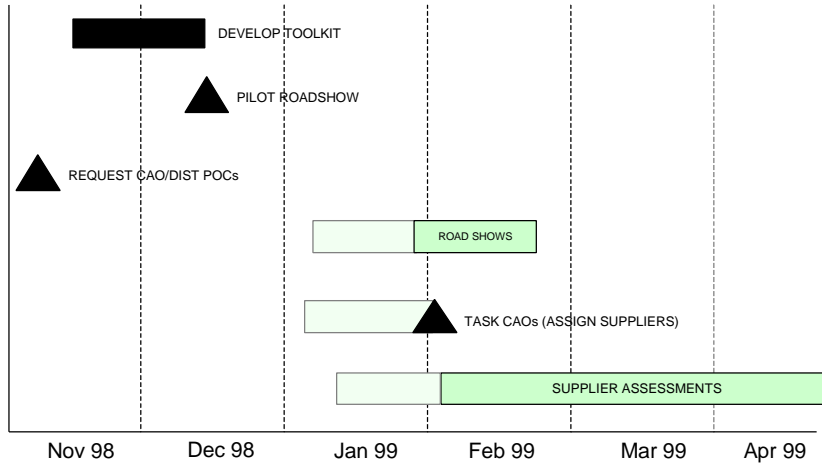 DEVELOP TOOLKIT
PILOT ROADSHOW
REQUEST CAO/DIST POCs
ROAD SHOWS
TASK CAOs (ASSIGN SUPPLIERS)
SUPPLIER ASSESSMENTS
Nov 98 Dec 98 Jan 99 Feb 99 Mar 99 Apr 99